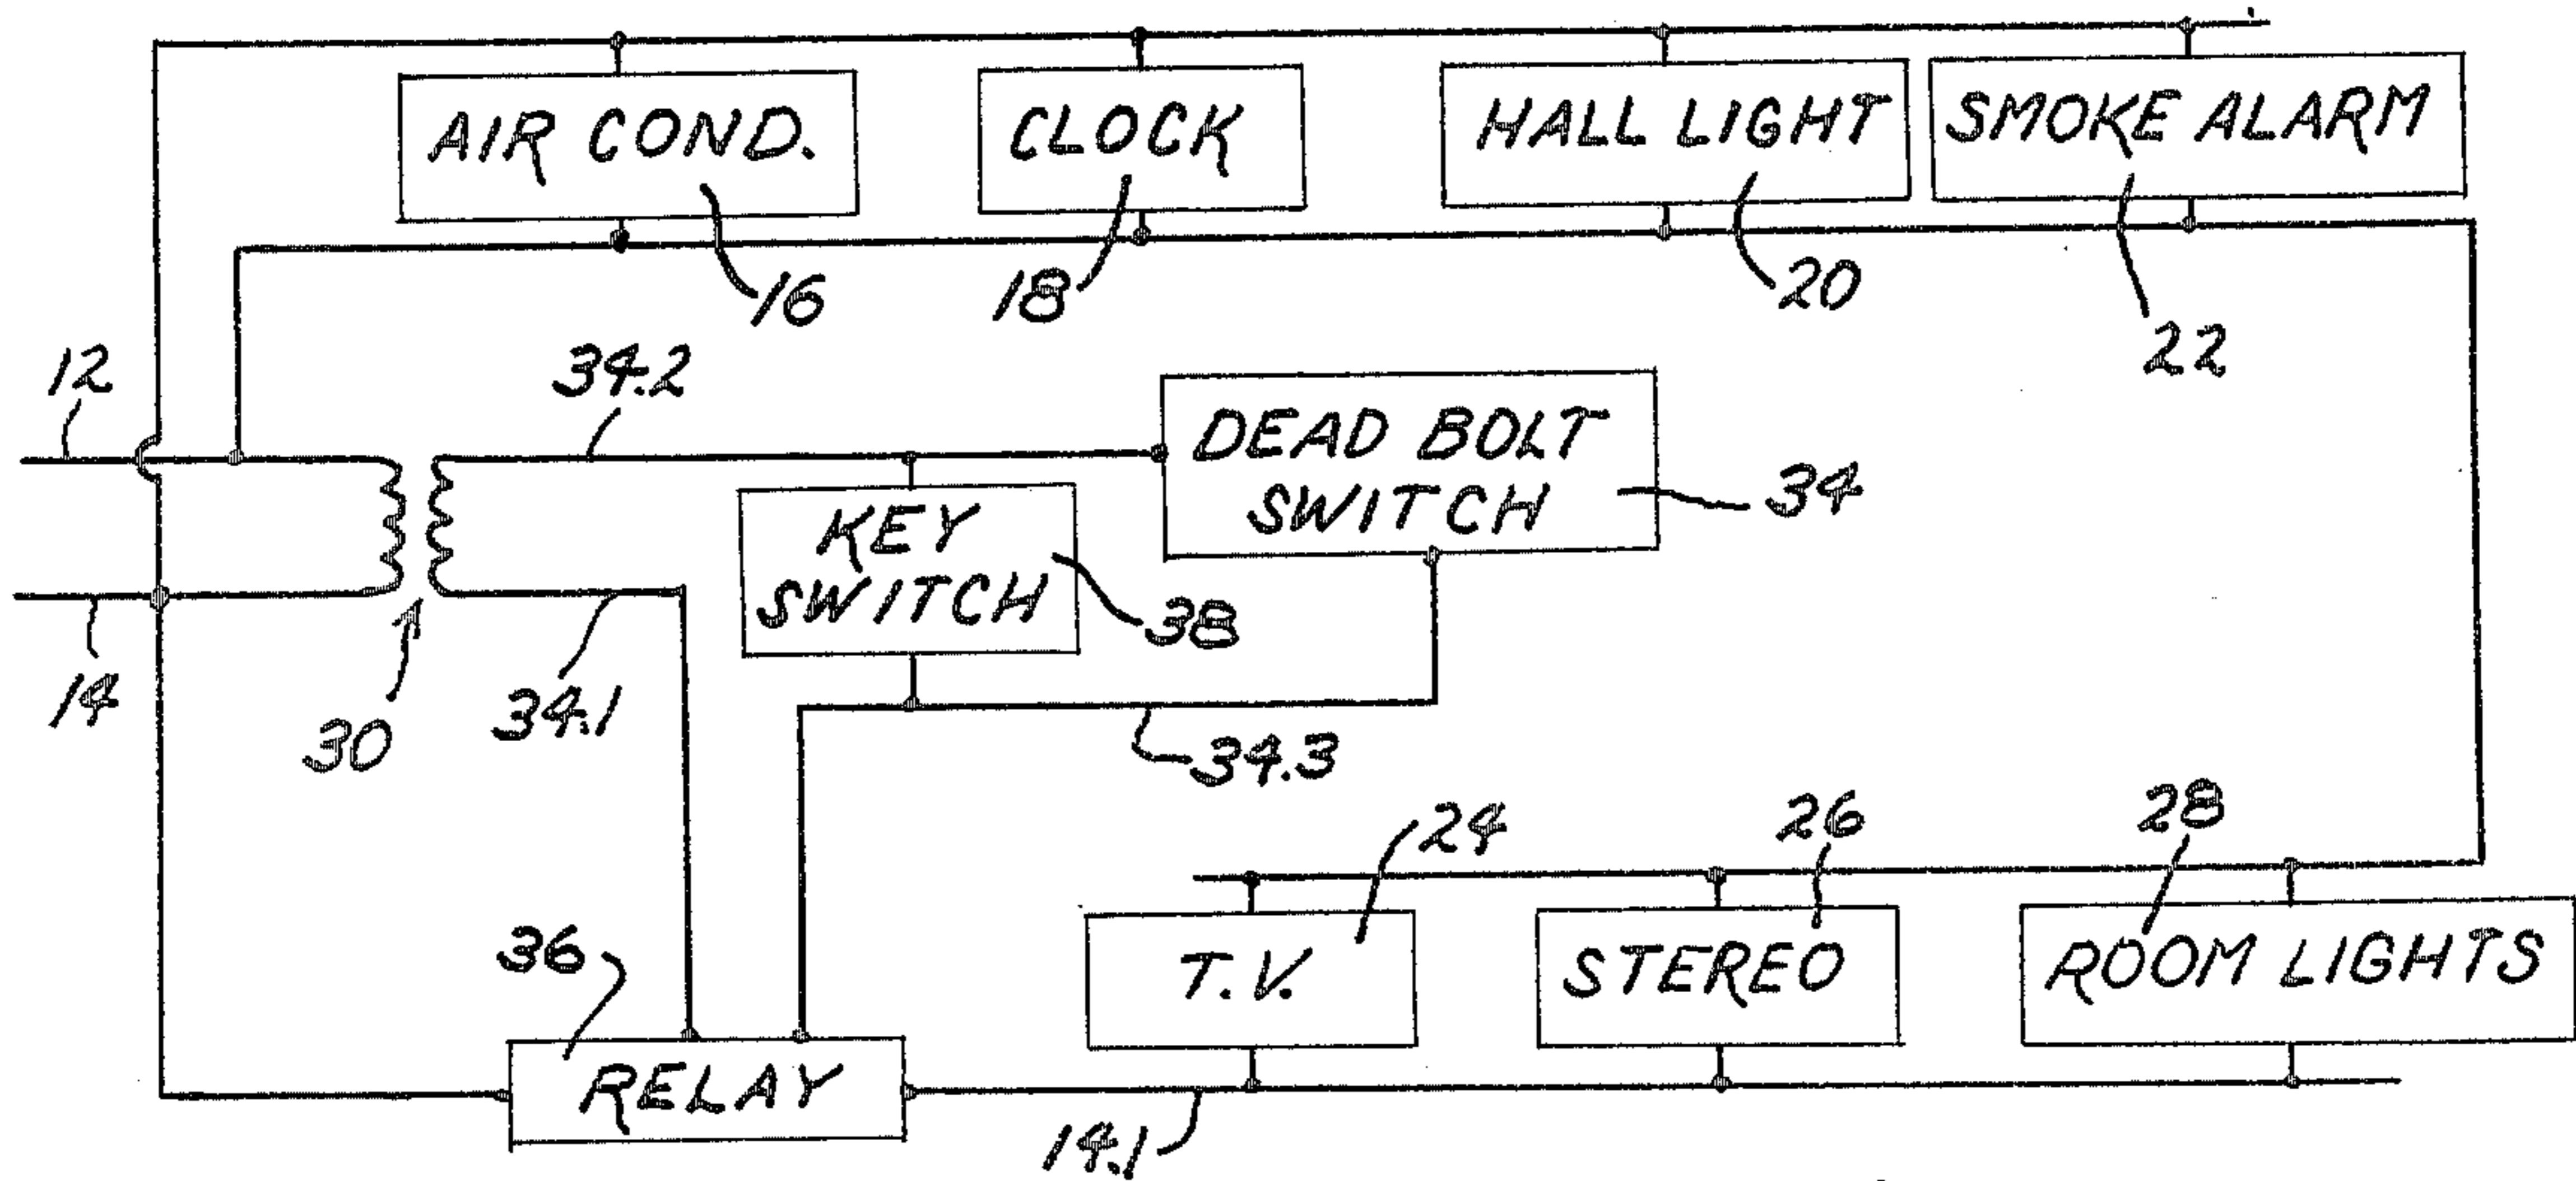 AIR COND.
CLOCK
HALL LIGHT
SMOKE ALARM
16
18
20
22
12
34.2
DEAD BOLT
SWITCH
34
KEY
SWITCH
38
14
30
34.1
34.3
24
26
28
36
T.V.
STEREO
ROOM LIGHTS
RELAY
14.1